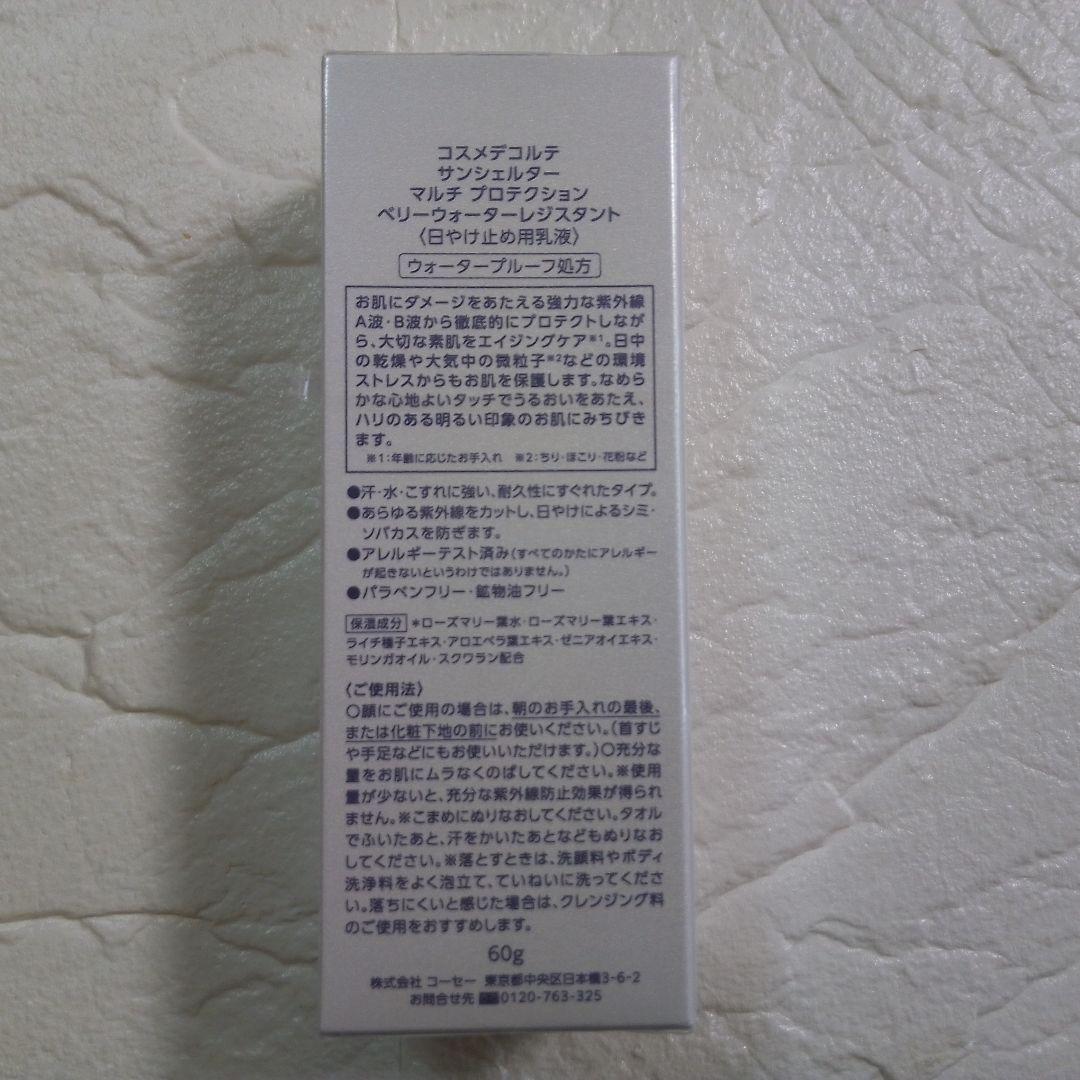 コスメデコルテ
サンシェルター
マルチ プロテクション
ベリーウォーターレジスタント
〈日やけ止め用乳液〉
ウォータープルーフ処方
お肌にダメージをあたえる強力な紫外線
A波・B波から徹底的にプロテクトしなが
ら、大切な素肌をエイジングケア※1。日中
の乾燥や大気中の微粒子※2などの環境
ストレスからもお肌を保護します。なめら
かな心地よいタッチでうるおいをあたえ、
ハリのある明るい印象のお肌にみちびき
ます。
※1:年齢に応じたお手入れ ※2:ちり・ほこり・花粉など
●汗・水・こすれに強い、耐久性にすぐれたタイプ。
●あらゆる紫外線をカットし、日やけによるシミ・
ソバカスを防ぎます。
●アレルギーテスト済み(すべてのかたにアレルギー
が起きないというわけではありません。)
●パラベンフリー・鉱物油フリー
保湿成分 *ローズマリー葉水・ローズマリー葉エキス・
ライチ種子エキス・アロエベラ葉エキス・ゼニアオイエキス・
モリンガオイル・スクワラン配合
〈ご使用法〉
○顔にご使用の場合は、朝のお手入れの最後、
または化粧下地の前にお使いください。(首すじ
や手足などにもお使いいただけます。)○充分な
量をお肌にムラなくのばしてください。※使用
量が少ないと、充分な紫外線防止効果が得られ
ません。※こまめにぬりなおしてください。タオル
でふいたあと、汗をかいたあとなどもぬりなお
してください。※落とすときは、洗顔料やボディ
洗浄料をよく泡立て、ていねいに洗ってくださ
い。落ちにくいと感じた場合は、クレンジング料
のご使用をおすすめします。
60g
株式会社 コーセー 東京都中央区日本橋3-6-2
お問合せ先 0120-763-325